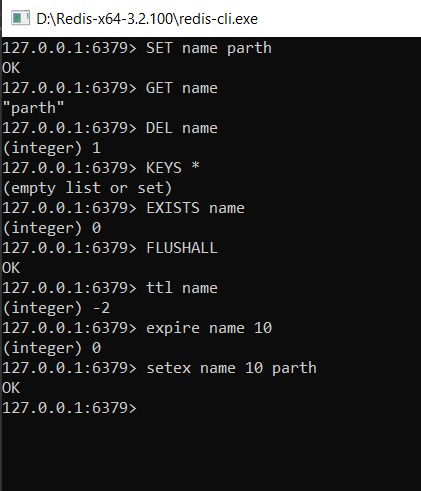 D:\Redis-x64-3.2.100\redis-cli.exe
127.0.0.1:6379> SET name parth
OK
127.0.0.1:6379> GET name
"parth"
127.0.0.1:6379> DEL name
(integer) 1
127.0.0.1:6379> KEYS *
(empty list or set)
127.0.0.1:6379> EXISTS name
(integer) 0
127.0.0.1:6379> FLUSHALL
OK
127.0.0.1:6379> ttl name
(integer) -2
127.0.0.1:6379> expire name 10
(integer) 0
127.0.0.1:6379> setex name 10 parth
OK
127.0.0.1:6379>